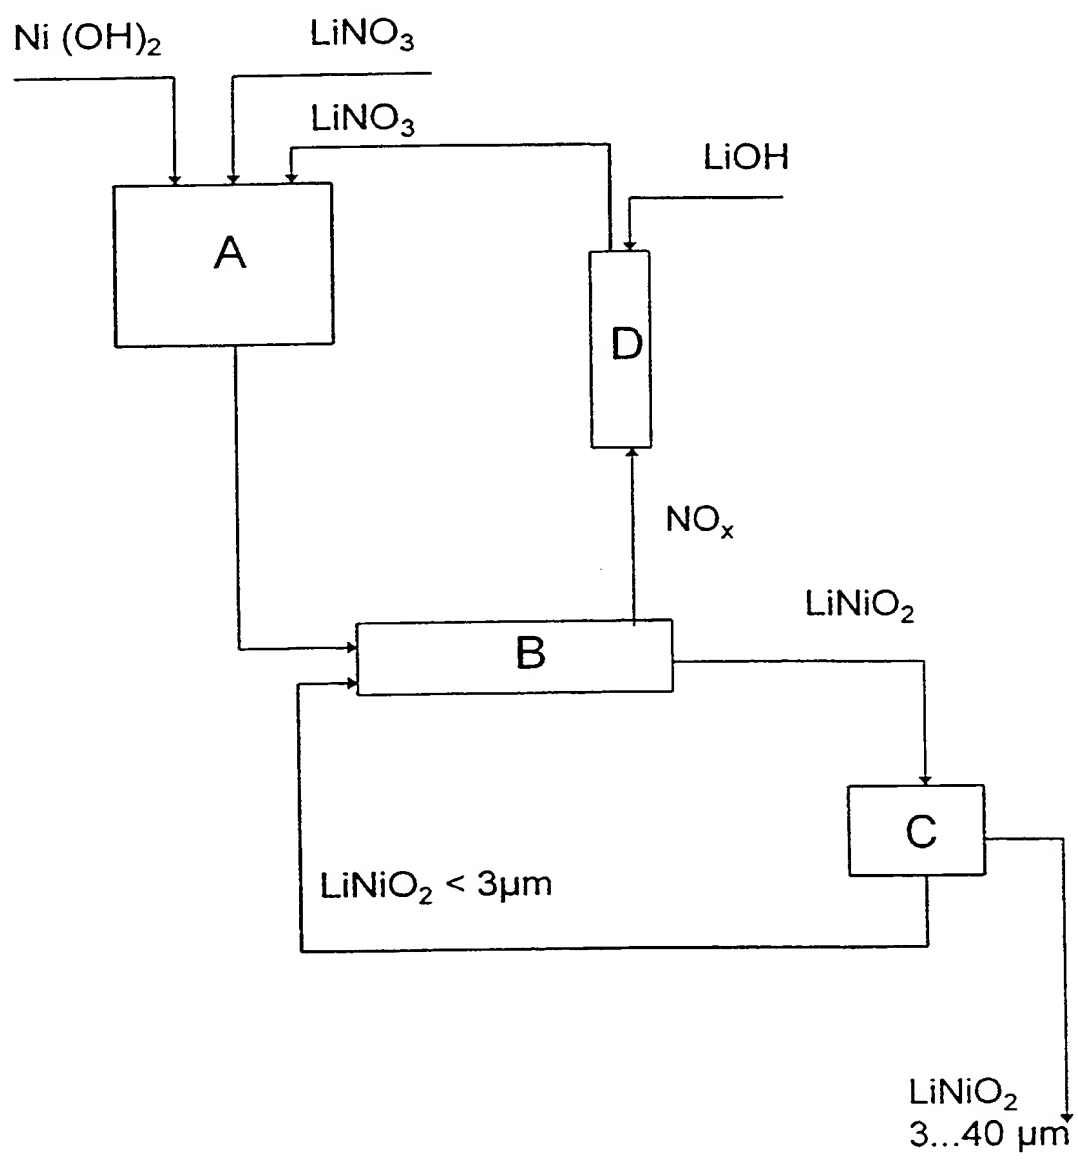 Ni (OH)₂
LiNO₃
LiNO₃
LiOH
A
D
NOₓ
LiNiO₂
B
C
LiNiO₂ < 3µm
LiNiO₂
3...40 µm